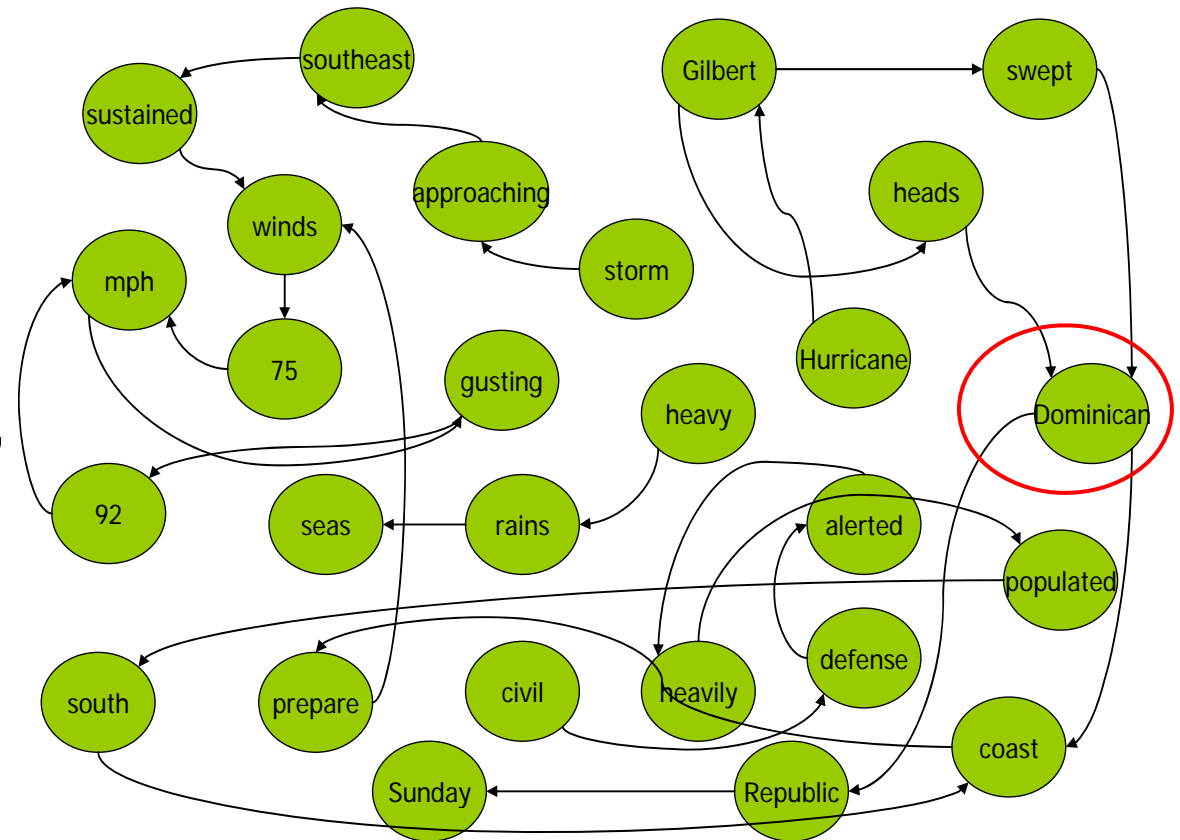 southeast
Gilbert
swept
sustained
approaching
heads
winds
storm
mph
Hurricane
75
gusting
heavy
Dominican
92
seas
rains
alerted
populated
south
prepare
civil
heavily
defense
coast
Sunday
Republic